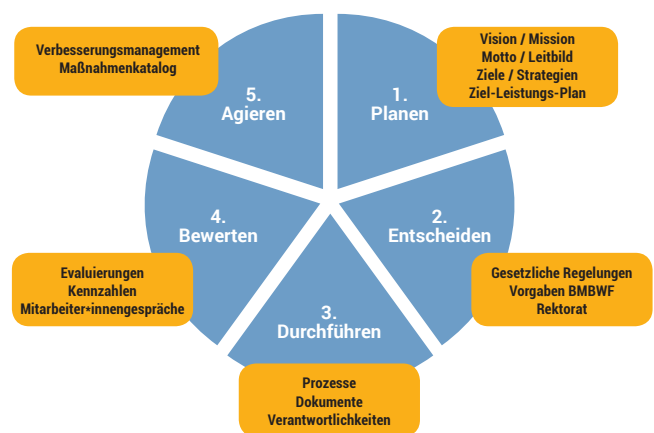 Verbesserungsmanagement
Maßnahmenkatalog
5.
Agieren
1.
Planen
Vision / Mission
Motto / Leitbild
Ziele / Strategien
Ziel-Leistungs-Plan
4.
Bewerten
2.
Entscheiden
Evaluierungen
Kennzahlen
Mitarbeiter*innengespräche
3.
Durchführen
Gesetzliche Regelungen
Vorgaben BMBWF
Rektorat
Prozesse
Dokumente
Verantwortlichkeiten